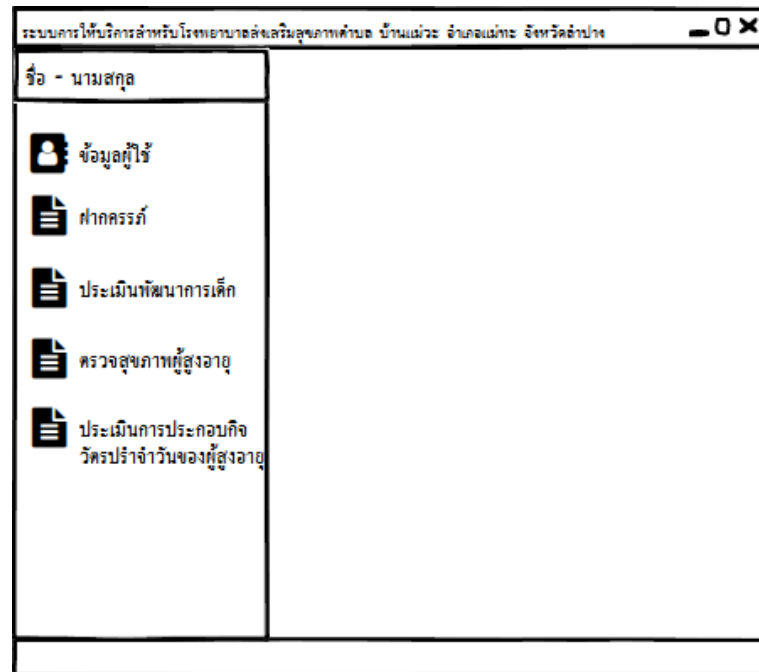 ระบบการให้บริการสำหรับโรงพยาบาลส่งเสริมสุขภาพตำบล บ้านแม่วะ อำเภอแม่ทะ จังหวัดลำปาง
ชื่อ - นามสกุล
ข้อมูลผู้ใช้
ฝากครรภ์
ประเมินพัฒนาการเด็ก
ตรวจสุขภาพผู้สูงอายุ
ประเมินการประกอบกิจ
วัตรปรำจำวันของผู้สูงอายุ